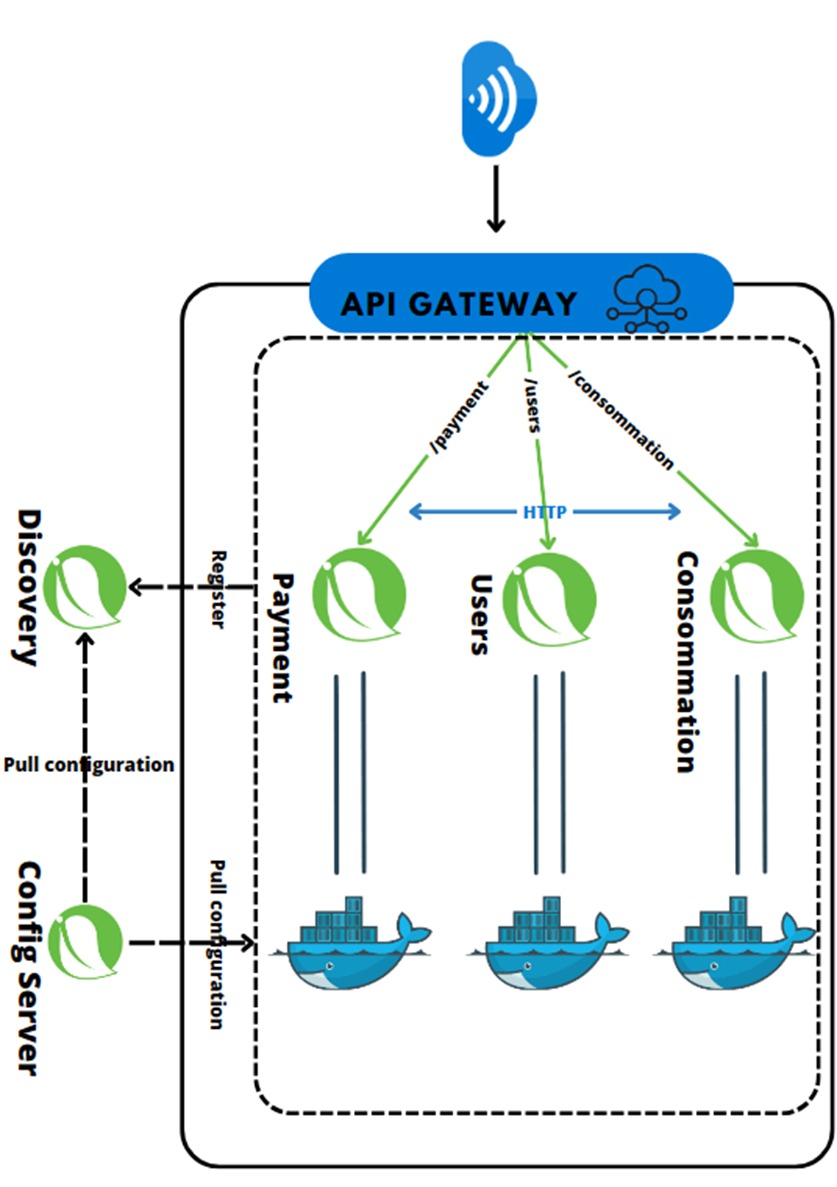 API GATEWAY
/payment
/users
/consommation
HTTP
Discovery
Register
Payment
Users
Consommation
Pull configuration
Config Server
Pull configuration